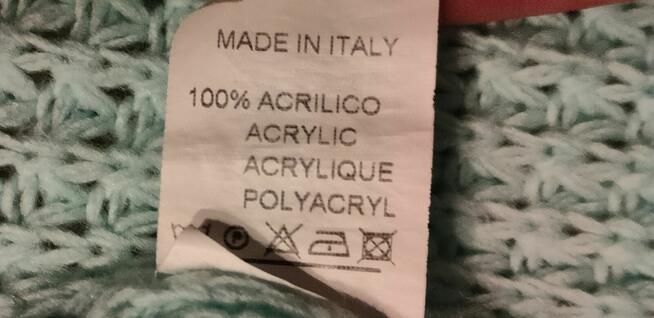 MADE IN ITALY
100% ACRILICO
ACRYLIC
ACRYLIQUE
POLYACRYL
P